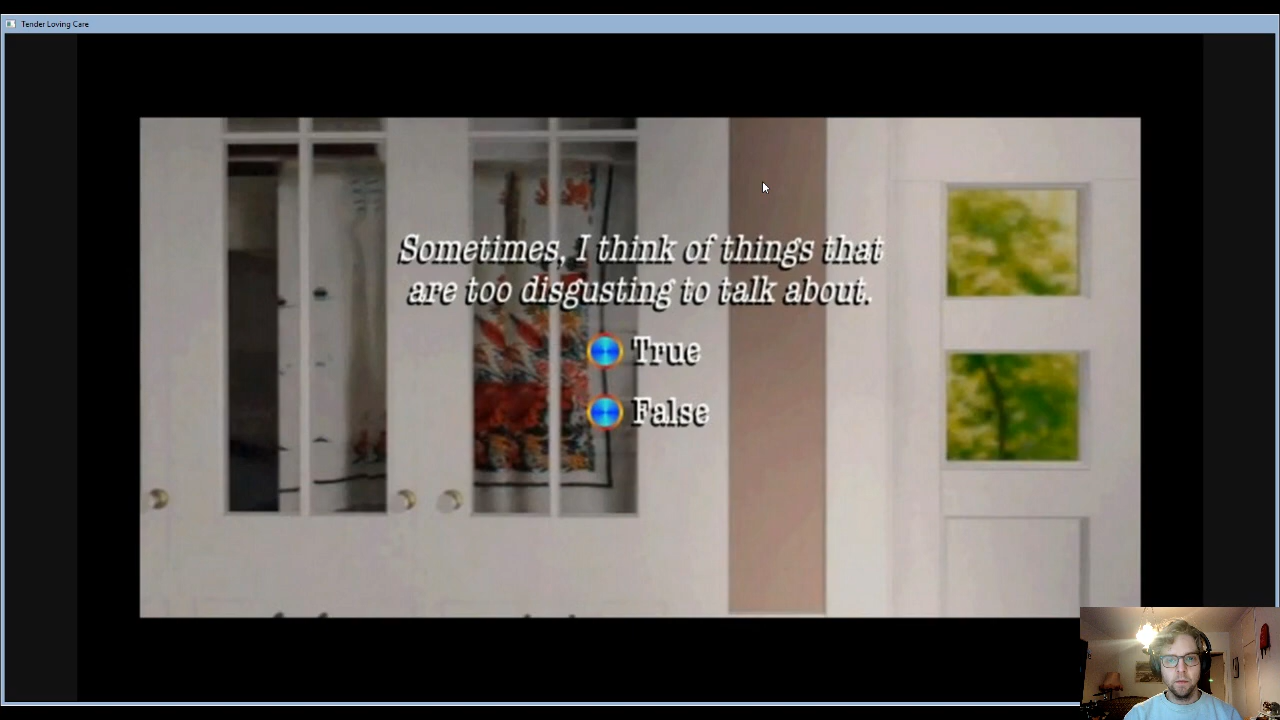 Tender Loving Care
Sometimes, I think of things that
are too disgusting to talk about.
True
False